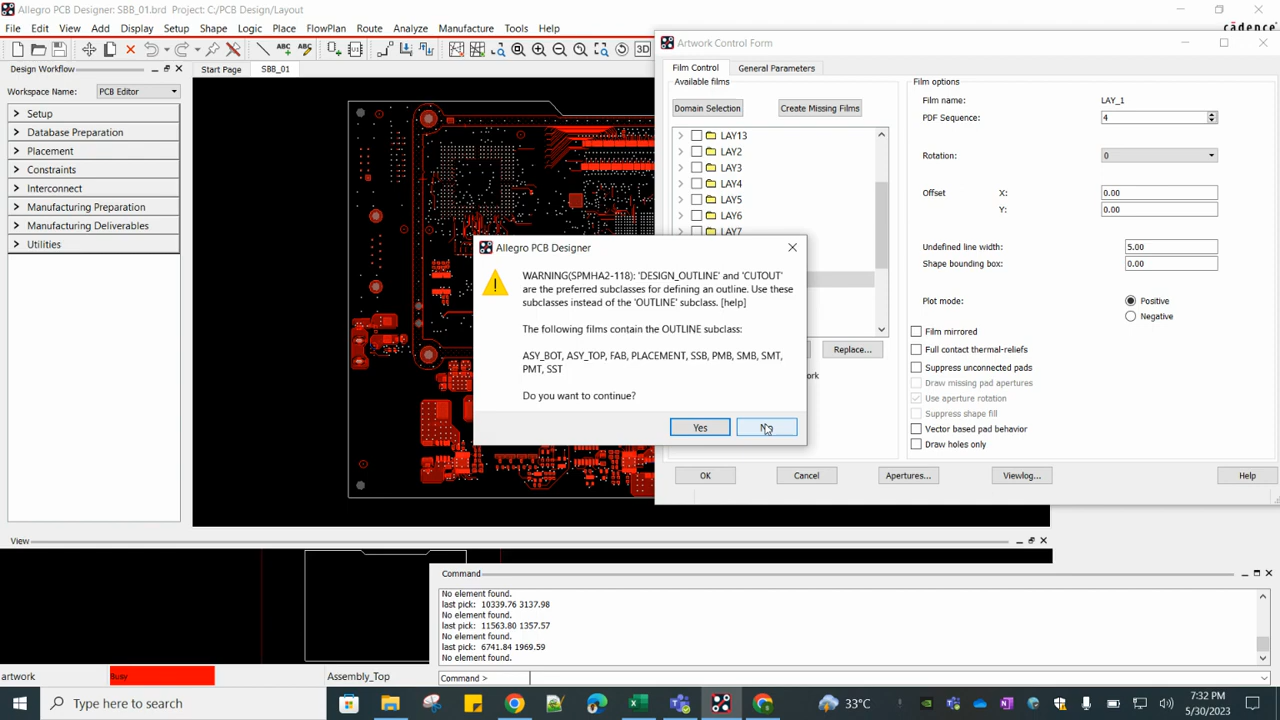 Allegro PCB Designer: SBB_01.brd Project: C:/PCB Design/Layout
File Edit View Add Display Setup Shape Logic Place FlowPlan Route Analyze Manufacture Tools
cādence
3D
Design Workflow
Start Page SBB_01
Workspace Name: PCB Editor
Setup
Database Preparation
Placement
Constraints
Interconnect
Manufacturing Preparation
Manufacturing Deliverables
Utilities
Artwork Control Form
Film Control General Parameters
Available films
Domain Selection Create Missing Films
LAY13
LAY2
LAY3
LAY4
LAY5
LAY6
LAY7
Replace...
Film options
Film name: LAY_1
PDF Sequence: 4
Rotation: 0
Offset X: 0.00
Y: 0.00
Undefined line width: 5.00
Shape bounding box: 0.00
Plot mode: Positive
Negative
Film mirrored
Full contact thermal-reliefs
Suppress unconnected pads
Draw missing pad apertures
Use aperture rotation
Suppress shape fill
Vector based pad behavior
Draw holes only
OK Cancel Apertures... Viewlog... Help
Allegro PCB Designer
WARNING(SPMHA2-118): 'DESIGN_OUTLINE' and 'CUTOUT'
are the preferred subclasses for defining an outline. Use these
subclasses instead of the 'OUTLINE' subclass. [help]
The following films contain the OUTLINE subclass:
ASY_BOT, ASY_TOP, FAB, PLACEMENT, SSB, PMB, SMB, SMT,
PMT, SST
Do you want to continue?
Yes No
View
Command
No element found.
last pick: 10339.76 3137.98
No element found.
last pick: 11563.80 1357.57
No element found.
last pick: 6741.84 1969.59
No element found.
Command >
artwork Busy Assembly_Top
Type here to search
33°C
7:32 PM
5/30/2023